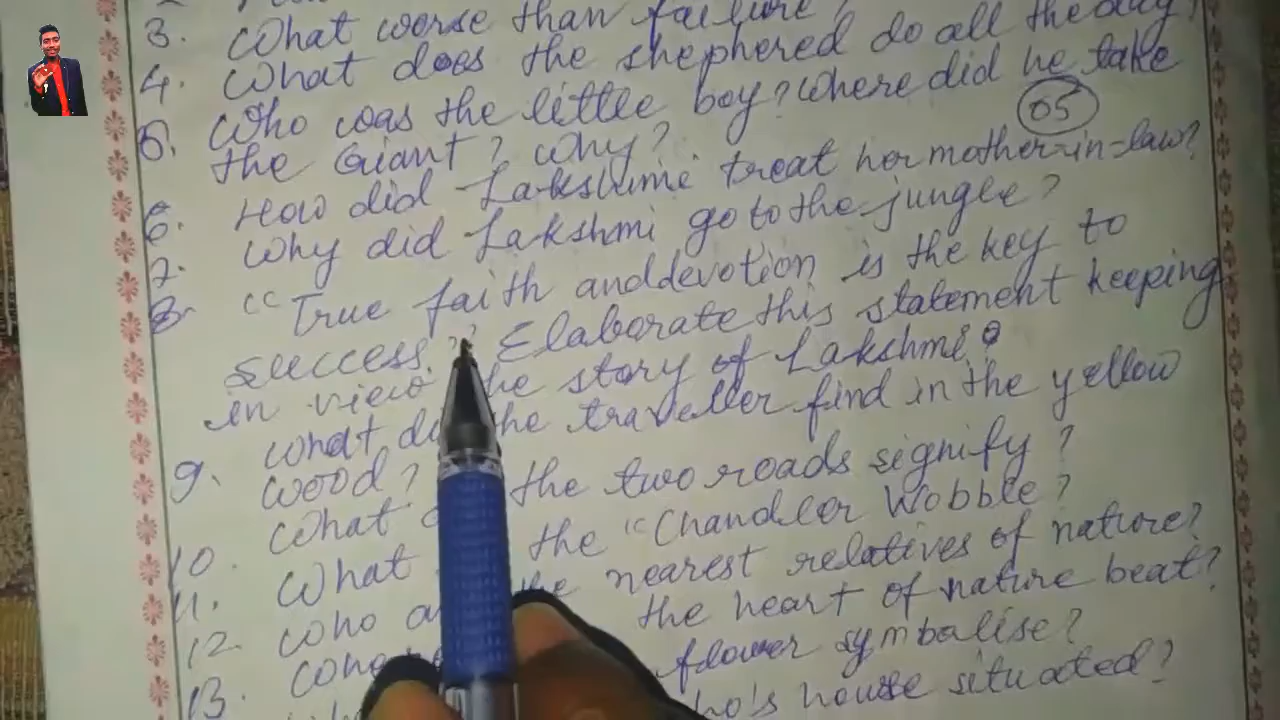 3. What worse than failure?
4. What does the shephered do all the day?
5. Who was the little boy? Where did he take
the Giant? Why?
05
6. How did Lakshmi treat her mother-in-law?
7. Why did Lakshmi go to the jungle?
8. "True faith and devotion is the key to
success." Elaborate this statement keeping
in view the story of Lakshmi.
9. What do the traveller find in the yellow
wood?
10. What the two roads signify?
11. What the "Chandler Wobble?
12. Who the nearest relatives of nature?
13. the heart of nature beat?
flower symbalise?
house situated?